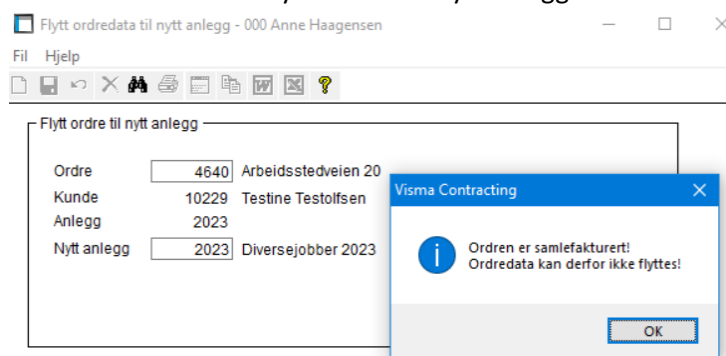 Flytt ordredata til nytt anlegg - 000 Anne Haagensen
Fil Hjelp
Flytt ordre til nytt anlegg
Ordre 4640 Arbeidsstedveien 20
Kunde 10229 Testine Testolfsen
Anlegg 2023
Nytt anlegg 2023 Diversejobber 2023
Visma Contracting
Ordren er samlefakturert!
Ordredata kan derfor ikke flyttes!
OK